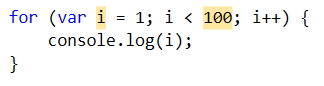 for (var i = 1; i < 100; i++) {
    console.log(i);
}